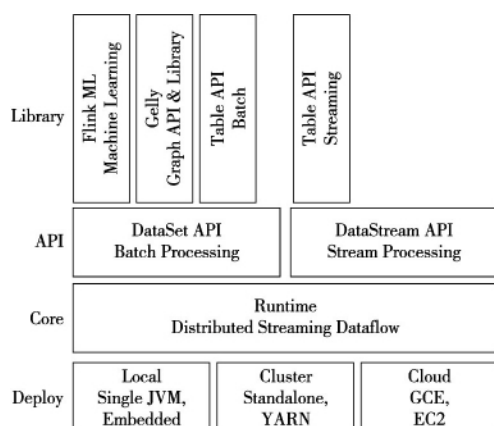 Library
Flink ML
Machine Learning
Gelly
Graph API & Library
Table API
Batch
Table API
Streaming
API
DataSet API
Batch Processing
DataStream API
Stream Processing
Core
Runtime
Distributed Streaming Dataflow
Deploy
Local
Single JVM,
Embedded
Cluster
Standalone,
YARN
Cloud
GCE,
EC2